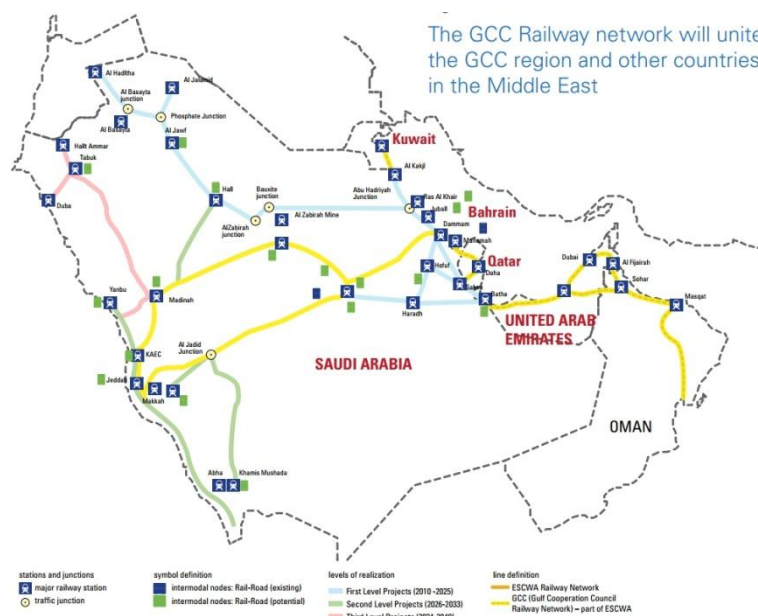 The GCC Railway network will unite
the GCC region and other countries
in the Middle East
Al Haditha
Al Jalamid
Al Basayta
junction
Phosphate Junction
Al Basayta
Al Jawf
Halit Ammar
Tabuk
Kuwait
Al Kakji
Hall
Bauxite
junction
Abu Hadriyah
Junction
Ras Al Khair
Jubail
Duba
Al Zabirah Mine
AlZabirah
junction
Bahrain
Dammam
Manamah
Qatar
Hofuf
Doha
Dubai
Al Fijairah
Salwa
Sohar
Yanbu
Madinah
Batha
Masqat
Haradh
UNITED ARAB
EMIRATES
Al Jadid
Junction
KAEC
SAUDI ARABIA
Jeddah
Makkah
OMAN
Abha
Khamis Mushada
stations and junctions
major railway station
traffic junction
symbol definition
intermodal nodes: Rail-Road (existing)
intermodal nodes: Rail-Road (potential)
levels of realization
First Level Projects (2010 -2025)
Second Level Projects (2026-2033)
Third Level Projects
line definition
ESCWA Railway Network
GCC (Gulf Cooperation Council
Railway Network) – part of ESCWA